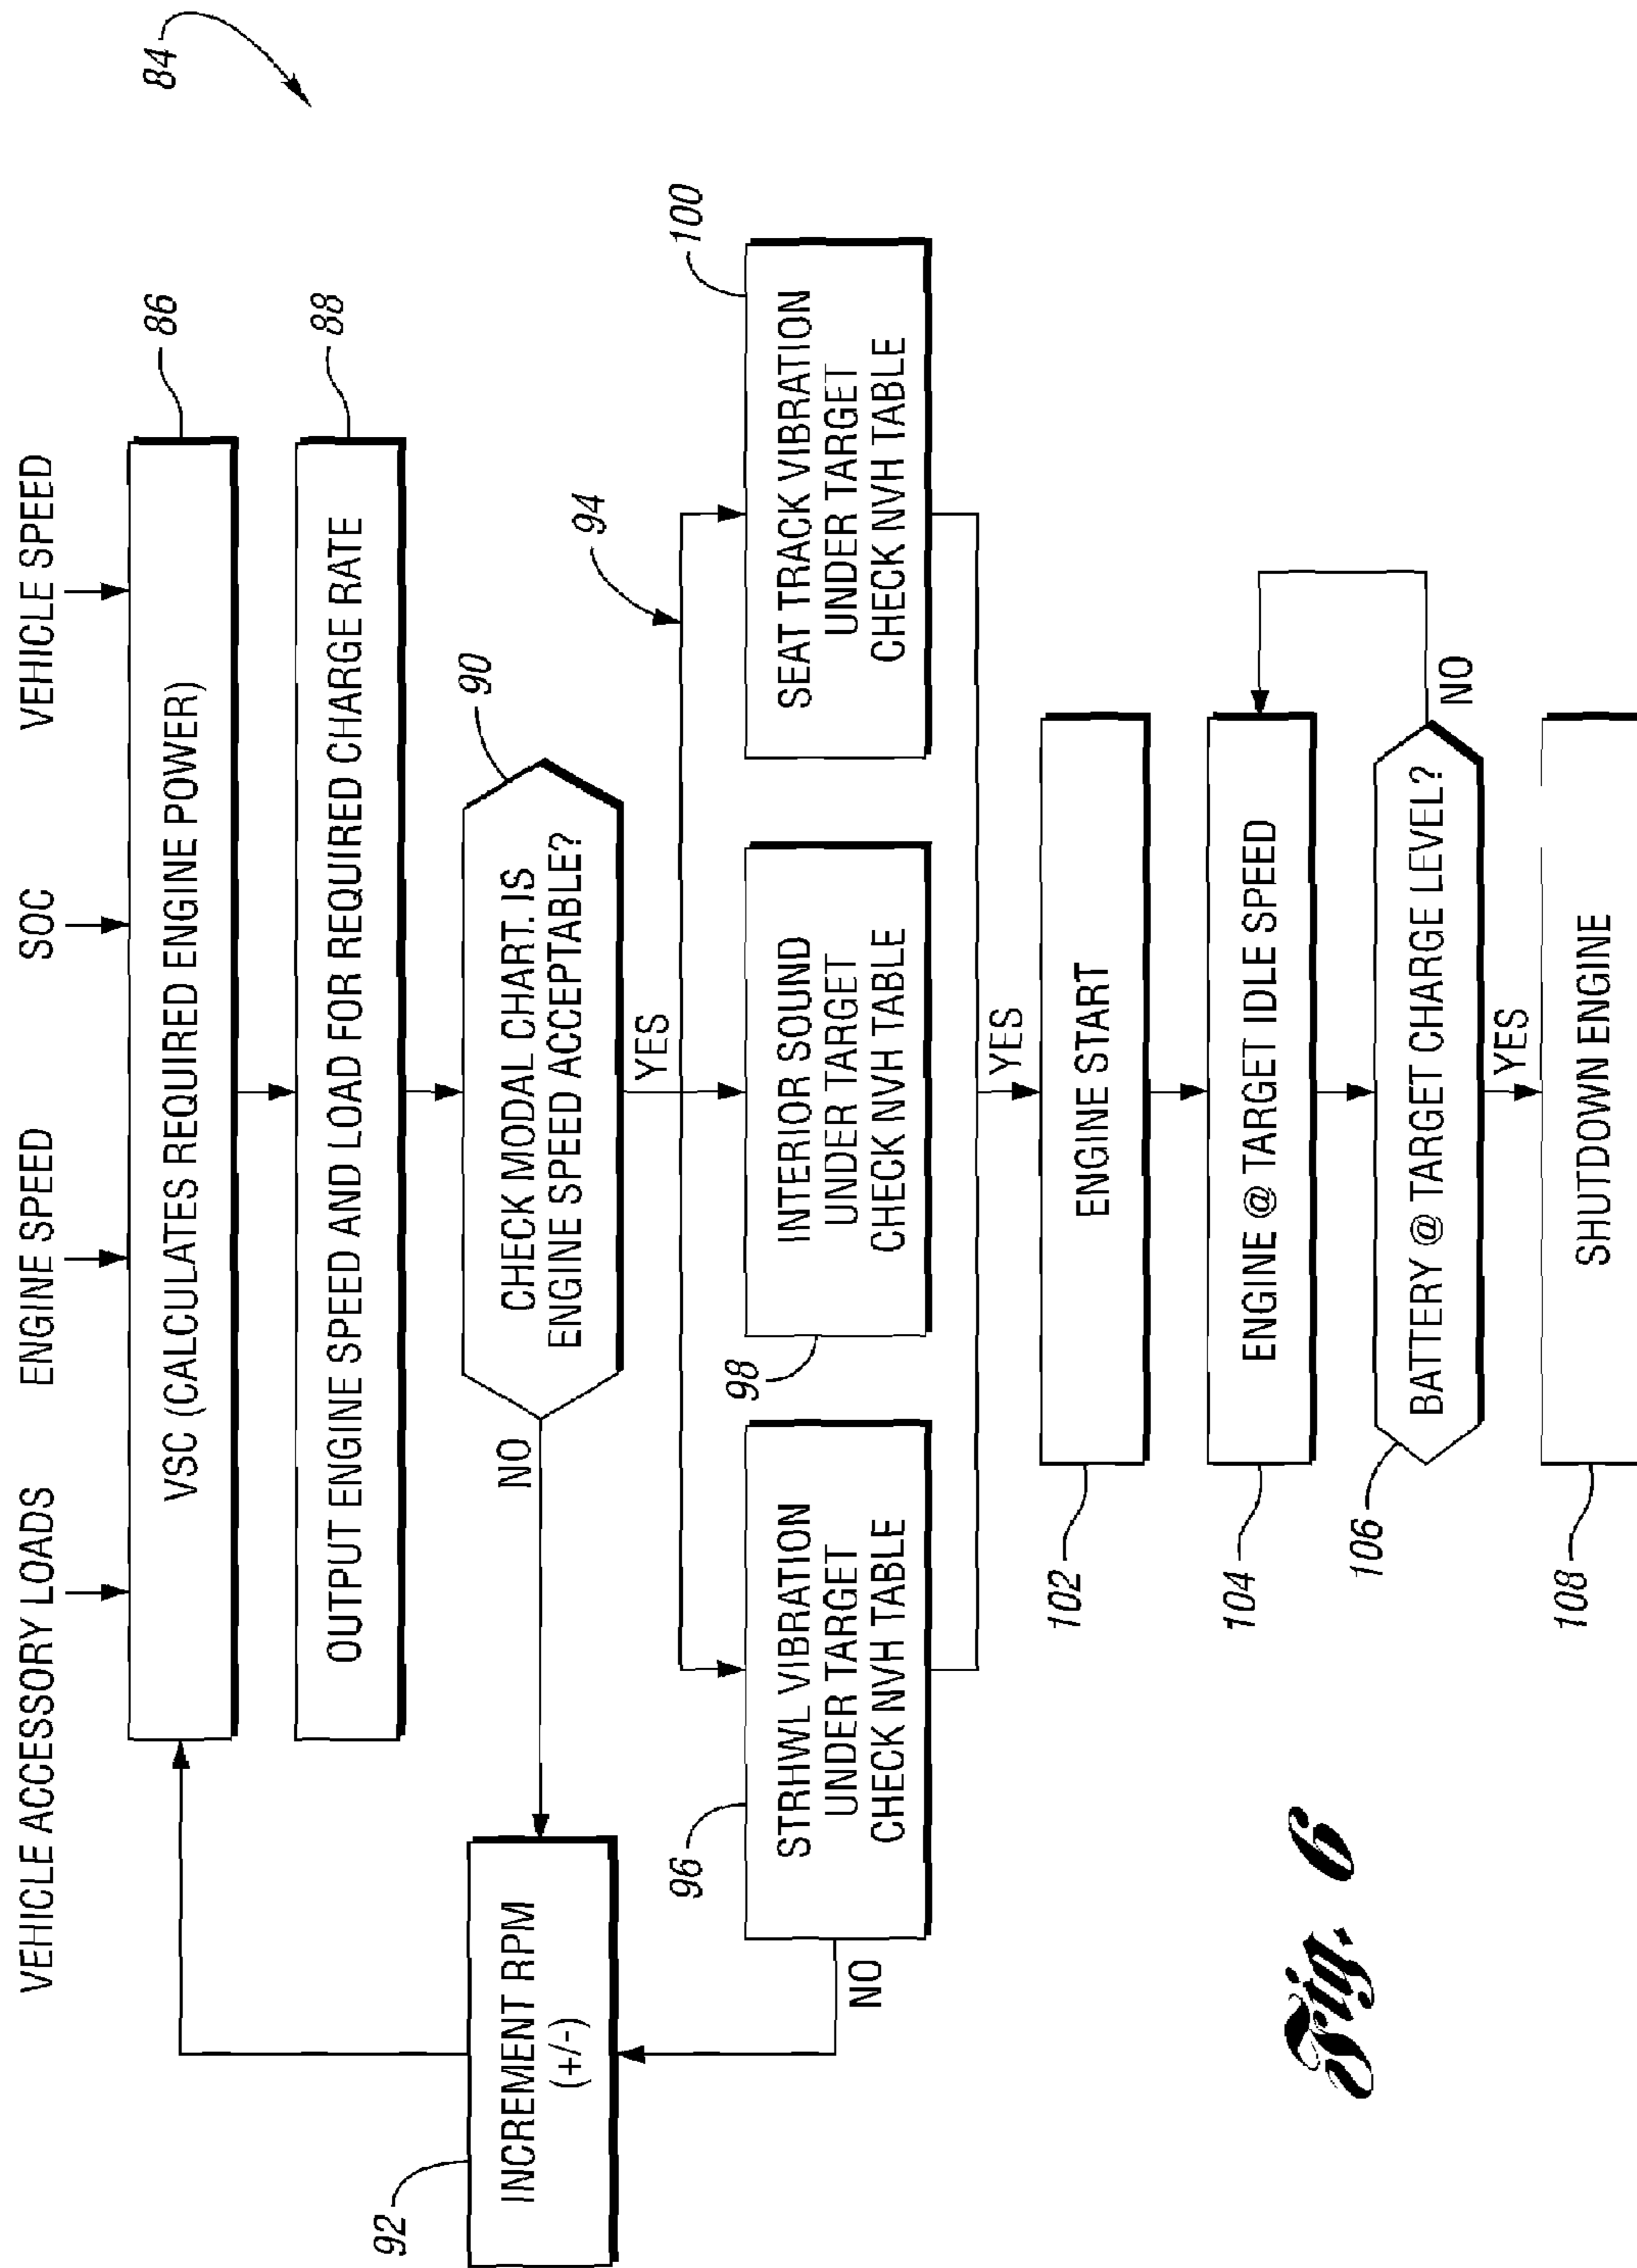 84
VEHICLE ACCESSORY LOADS
ENGINE SPEED
SOC
VEHICLE SPEED
VSC (CALCULATES REQUIRED ENGINE POWER)
86
OUTPUT ENGINE SPEED AND LOAD FOR REQUIRED CHARGE RATE
88
CHECK MODAL CHART. IS
ENGINE SPEED ACCEPTABLE?
90
NO
YES
92
INCREMENT RPM
(+/-)
94
96
STRHWL VIBRATION
UNDER TARGET
CHECK NVH TABLE
NO
98
INTERIOR SOUND
UNDER TARGET
CHECK NVH TABLE
100
SEAT TRACK VIBRATION
UNDER TARGET
CHECK NVH TABLE
YES
102
ENGINE START
104
ENGINE @ TARGET IDLE SPEED
106
BATTERY @ TARGET CHARGE LEVEL?
NO
YES
108
SHUTDOWN ENGINE
Fig. 6